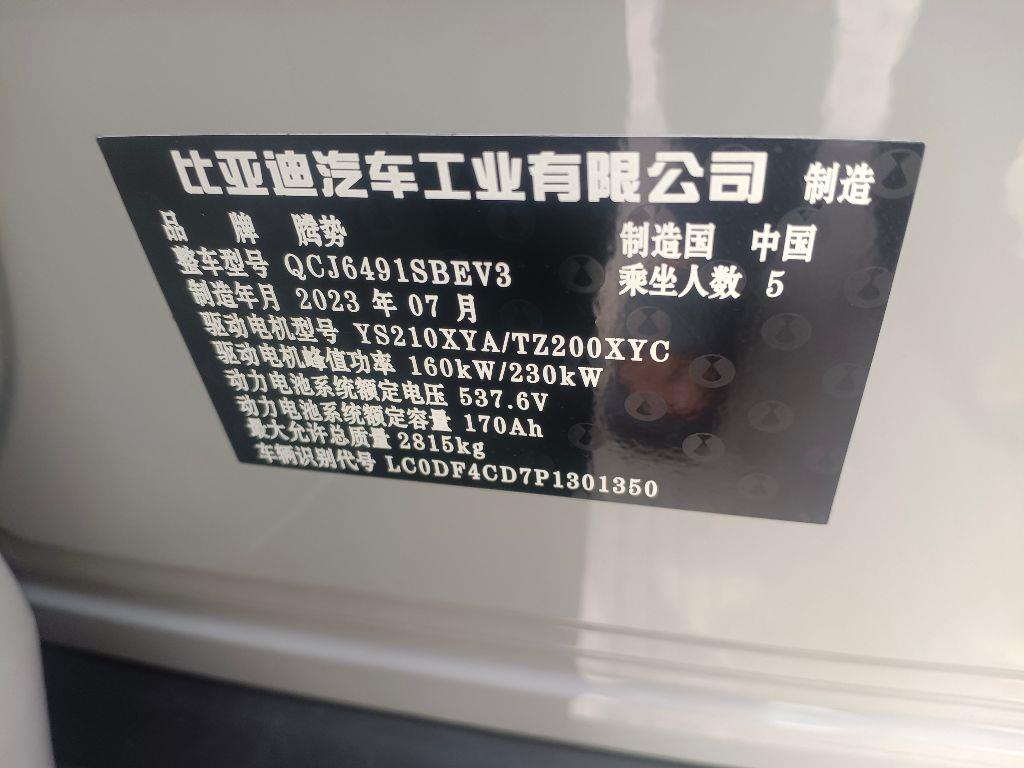 比亚迪汽车工业有限公司 制造
品 牌 腾势 制造国 中国
整车型号 QCJ6491SBEV3 乘坐人数 5
制造年月 2023 年 07 月
驱动电机型号 YS210XYA/TZ200XYC
驱动电机峰值功率 160kW/230kW
动力电池系统额定电压 537.6V
动力电池系统额定容量 170Ah
最大允许总质量 2815kg
车辆识别代号 LC0DF4CD7P1301350